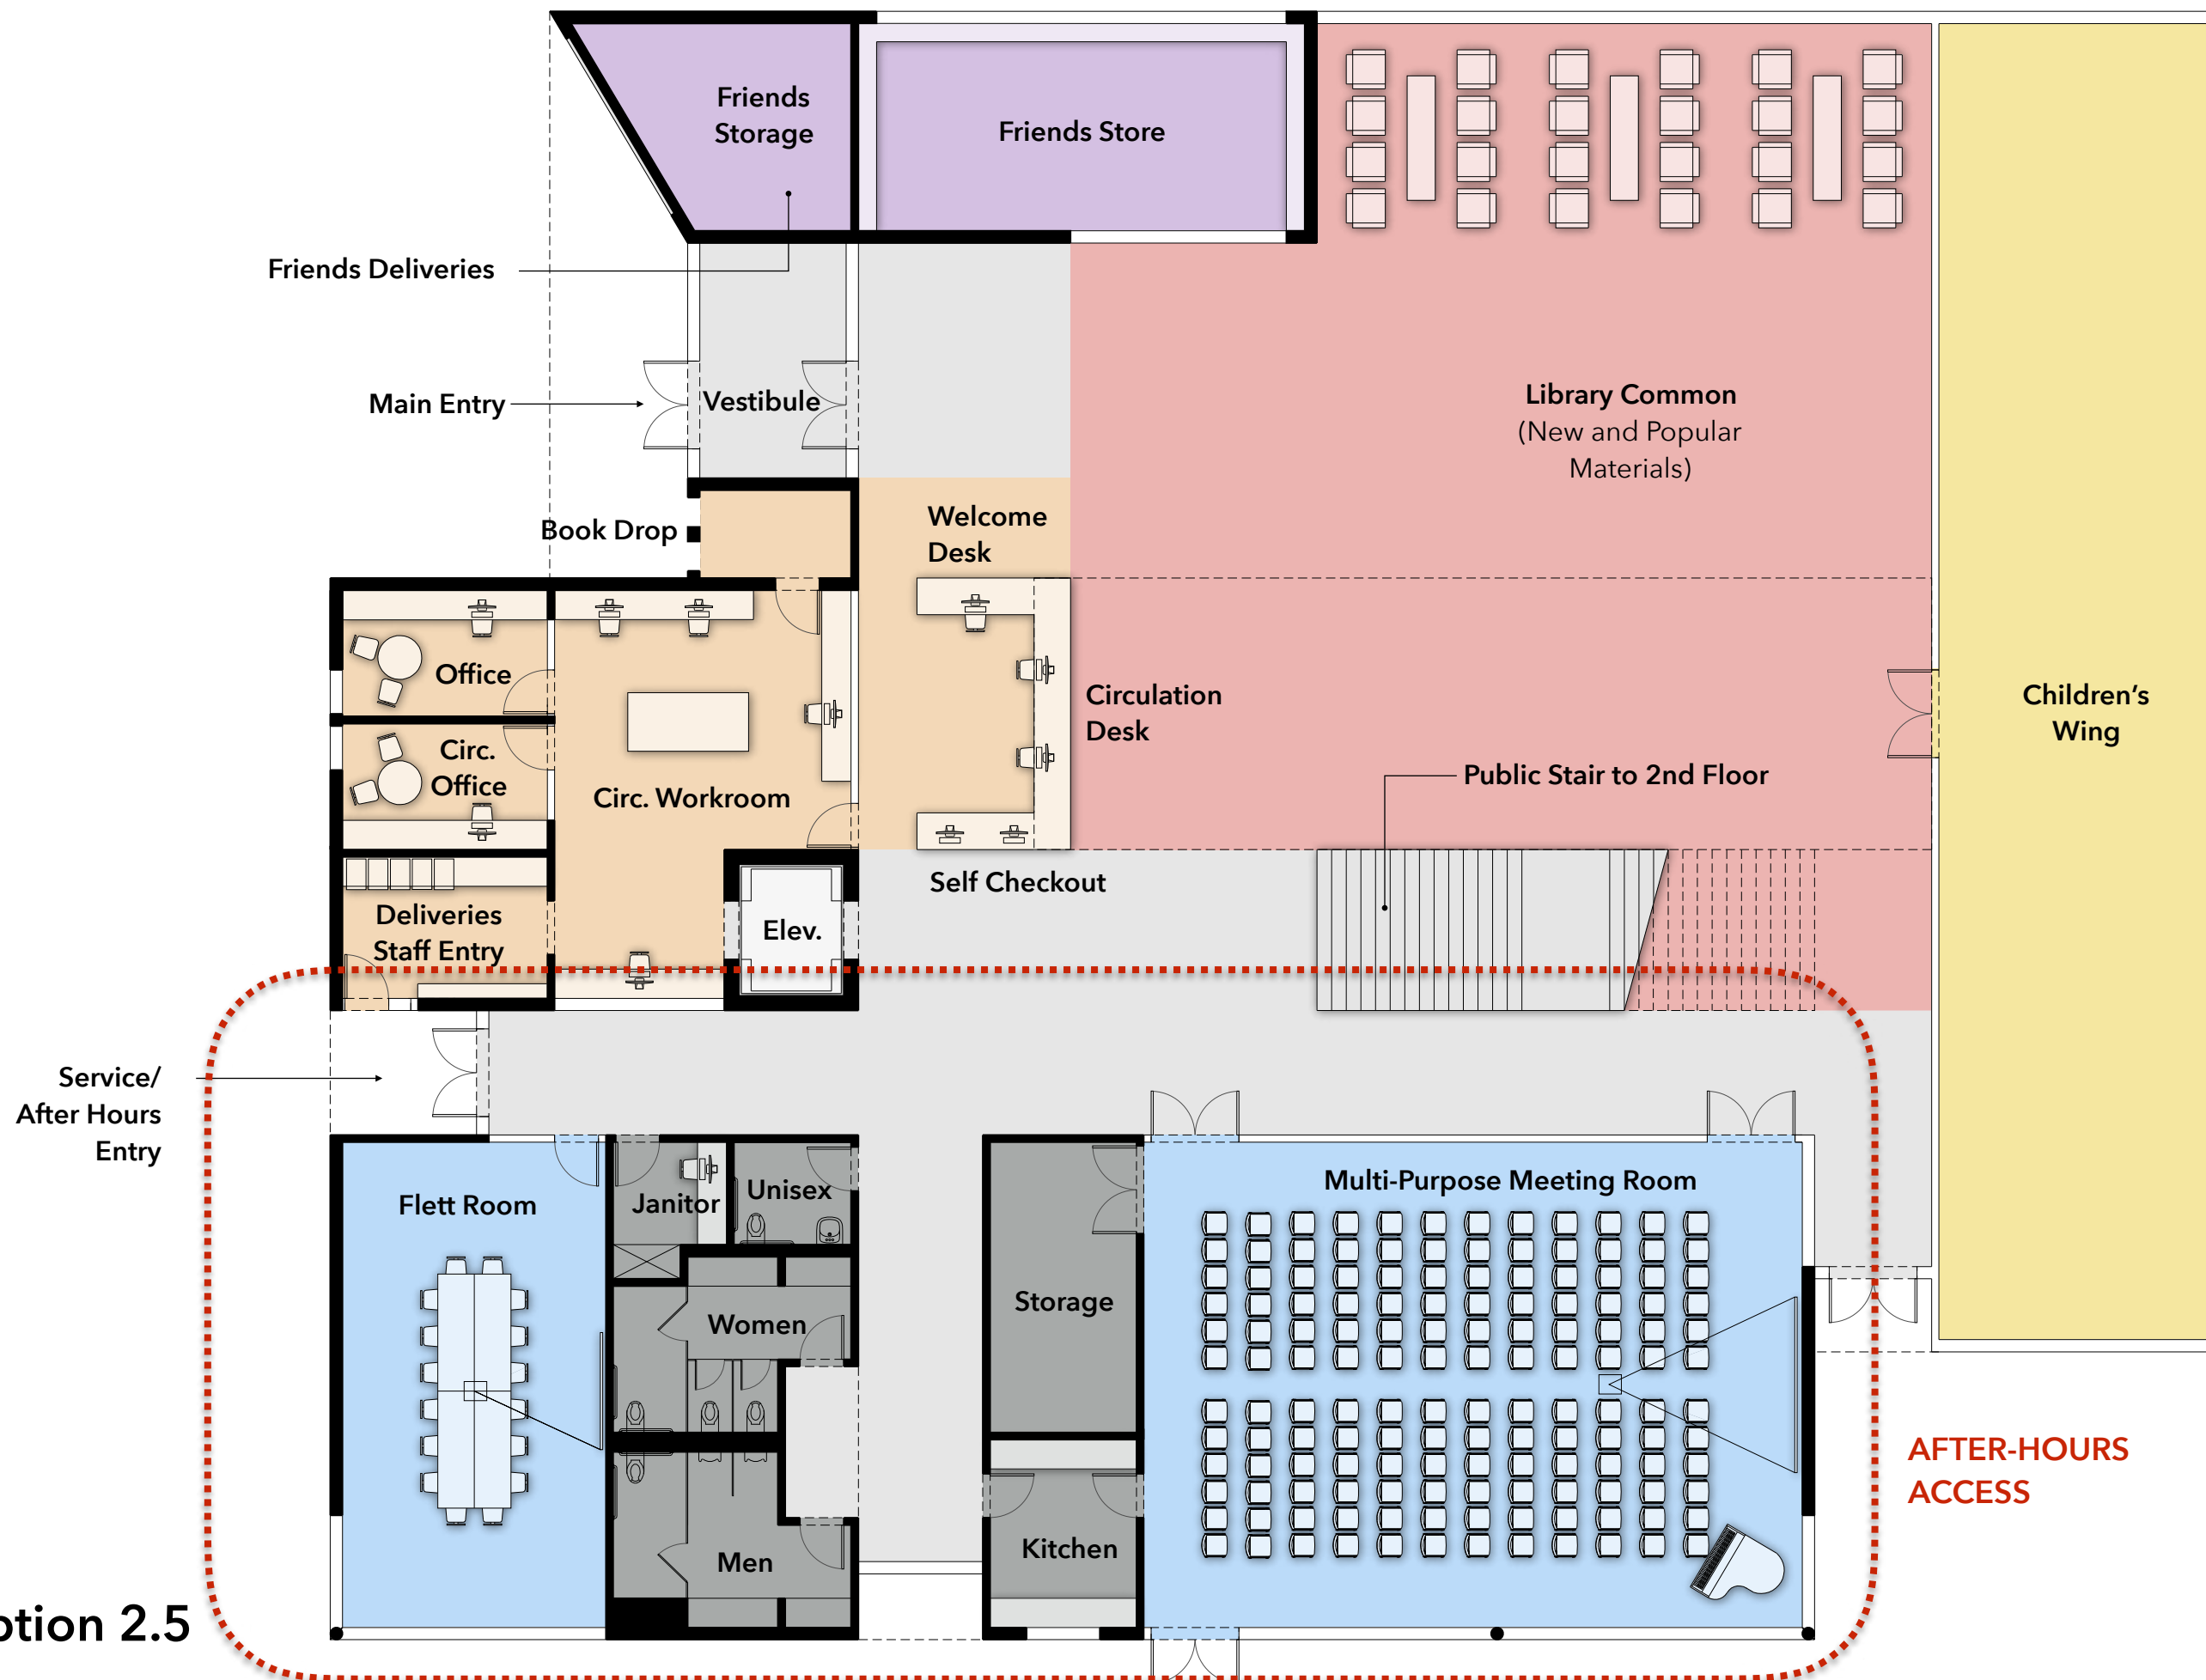 Friends
Storage
Friends Store
Friends Deliveries
Main Entry
Vestibule
Library Common
(New and Popular
Materials)
Book Drop
Welcome
Desk
Office
Circulation
Desk
Children's
Wing
Circ.
Office
Circ. Workroom
Public Stair to 2nd Floor
Self Checkout
Deliveries
Staff Entry
Elev.
Service/
After Hours
Entry
Flett Room
Janitor
Unisex
Multi-Purpose Meeting Room
Women
Storage
AFTER-HOURS
ACCESS
Men
Kitchen
ption 2.5